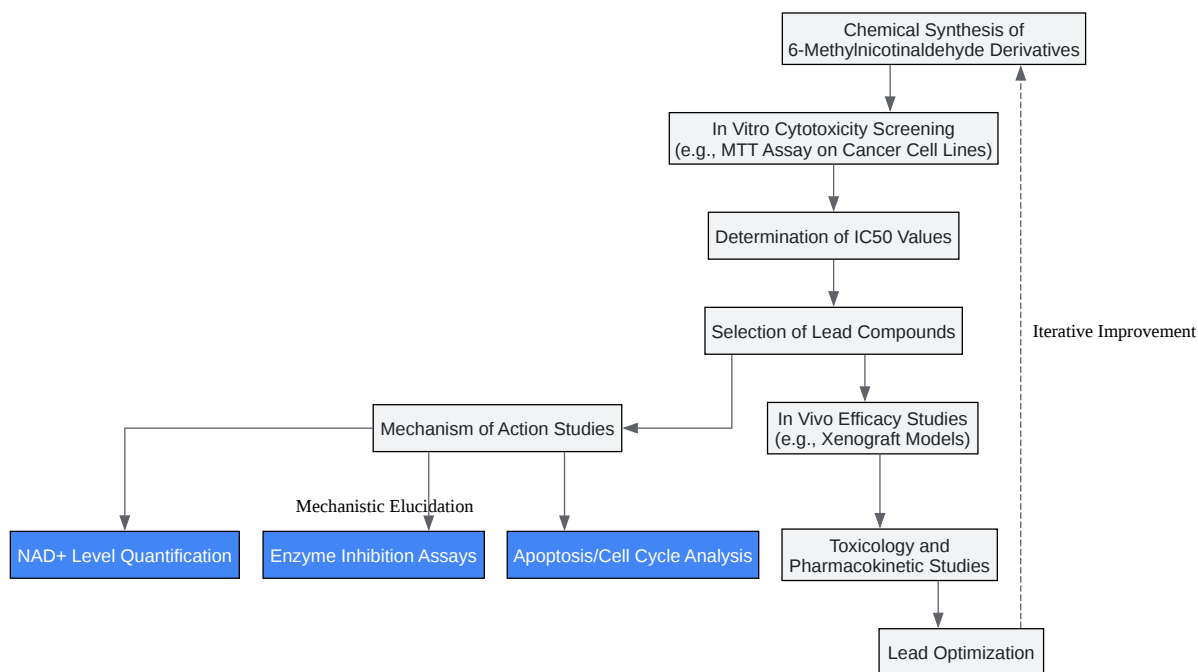 Chemical Synthesis of
6-Methylnicotinaldehyde Derivatives
In Vitro Cytotoxicity Screening
(e.g., MTT Assay on Cancer Cell Lines)
Determination of IC50 Values
Selection of Lead Compounds
Iterative Improvement
Mechanism of Action Studies
In Vivo Efficacy Studies
(e.g., Xenograft Models)
Mechanistic Elucidation
NAD+ Level Quantification
Enzyme Inhibition Assays
Apoptosis/Cell Cycle Analysis
Toxicology and
Pharmacokinetic Studies
Lead Optimization